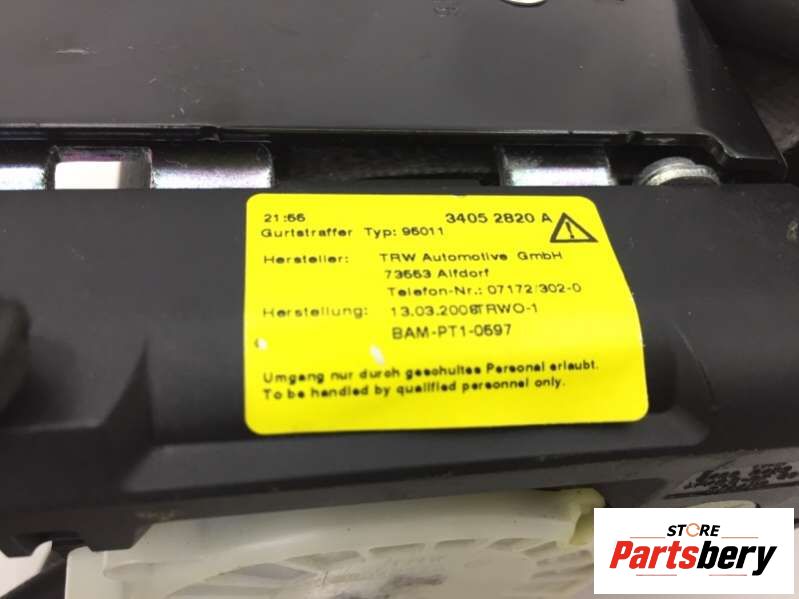 21:56 3405 2820 A
Gurtstraffer Typ: 95011
Hersteller: TRW Automotive GmbH
73553 Alfdorf
Telefon-Nr.: 07172/302-0
Herstellung: 13.03.2008TRWO-1
BAM-PT1-0597
Umgang nur durch geschultes Personal erlaubt.
To be handled by qualified personnel only.
STORE
Partsbery